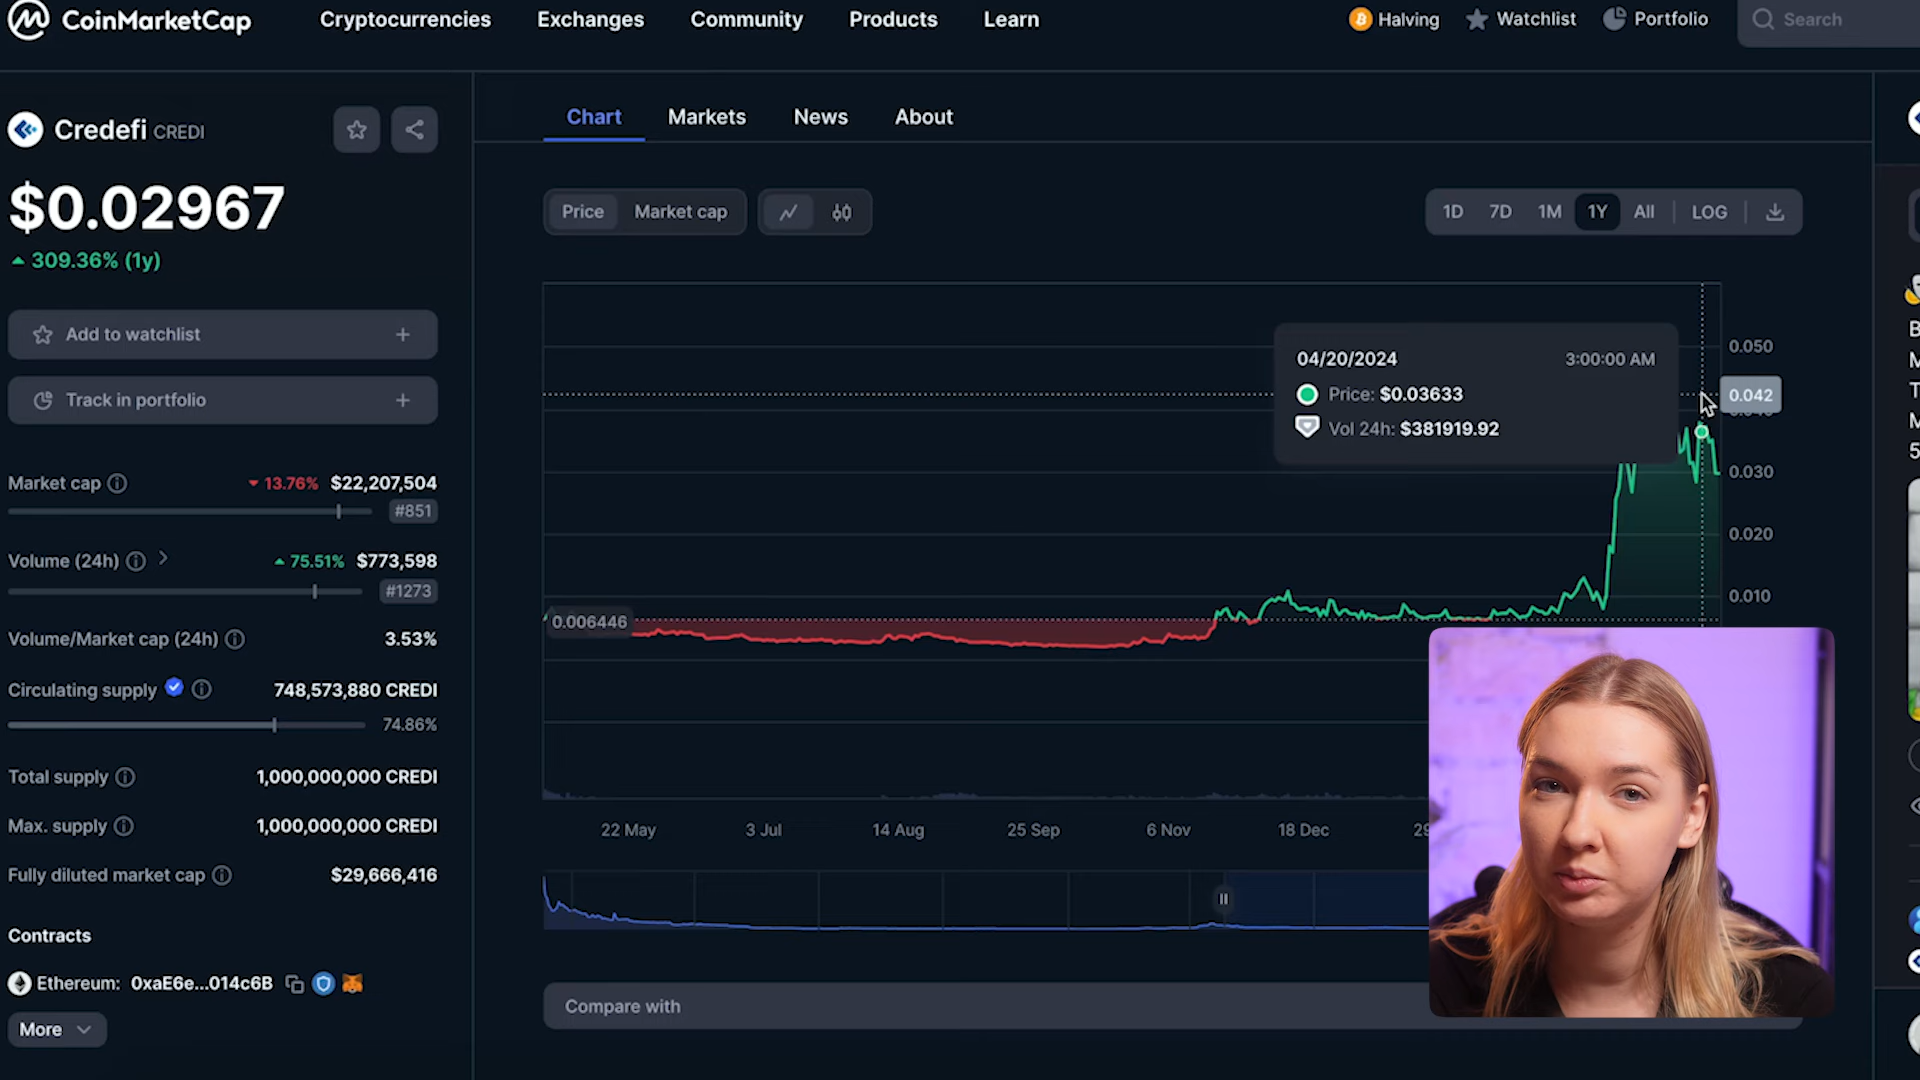 CoinMarketCap
Cryptocurrencies
Exchanges
Community
Products
Learn
Halving
Watchlist
Portfolio
Search
Credefi CREDI
$0.02967
309.36% (1y)
Add to watchlist
Track in portfolio
Market cap 13.76% $22,207,504
#851
Volume (24h) 75.51% $773,598
#1273
Volume/Market cap (24h) 3.53%
Circulating supply 748,573,880 CREDI
74.86%
Total supply 1,000,000,000 CREDI
Max. supply 1,000,000,000 CREDI
Fully diluted market cap $29,666,416
Contracts
Ethereum: 0xaE6e...014c6B
More
Chart Markets News About
Price Market cap
1D 7D 1M 1Y All LOG
04/20/2024 3:00:00 AM
Price: $0.03633
Vol 24h: $381919.92
0.050
0.042
0.030
0.020
0.010
0.006446
22 May 3 Jul 14 Aug 25 Sep 6 Nov 18 Dec
Compare with